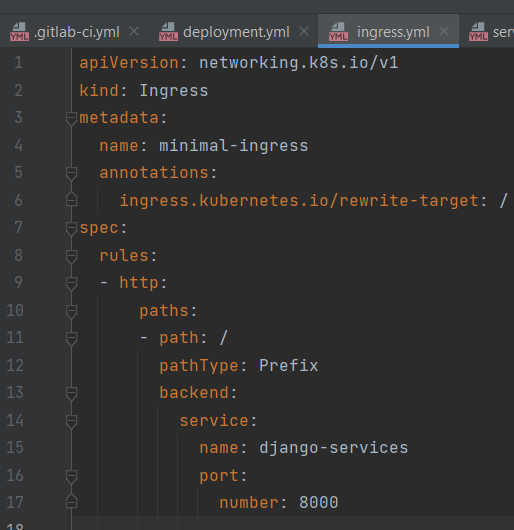 .gitlab-ci.yml deployment.yml ingress.yml ser
1 apiVersion: networking.k8s.io/v1
2 kind: Ingress
3 metadata:
4   name: minimal-ingress
5   annotations:
6     ingress.kubernetes.io/rewrite-target: /
7 spec:
8   rules:
9   - http:
10       paths:
11       - path: /
12         pathType: Prefix
13         backend:
14           service:
15             name: django-services
16             port:
17               number: 8000
18